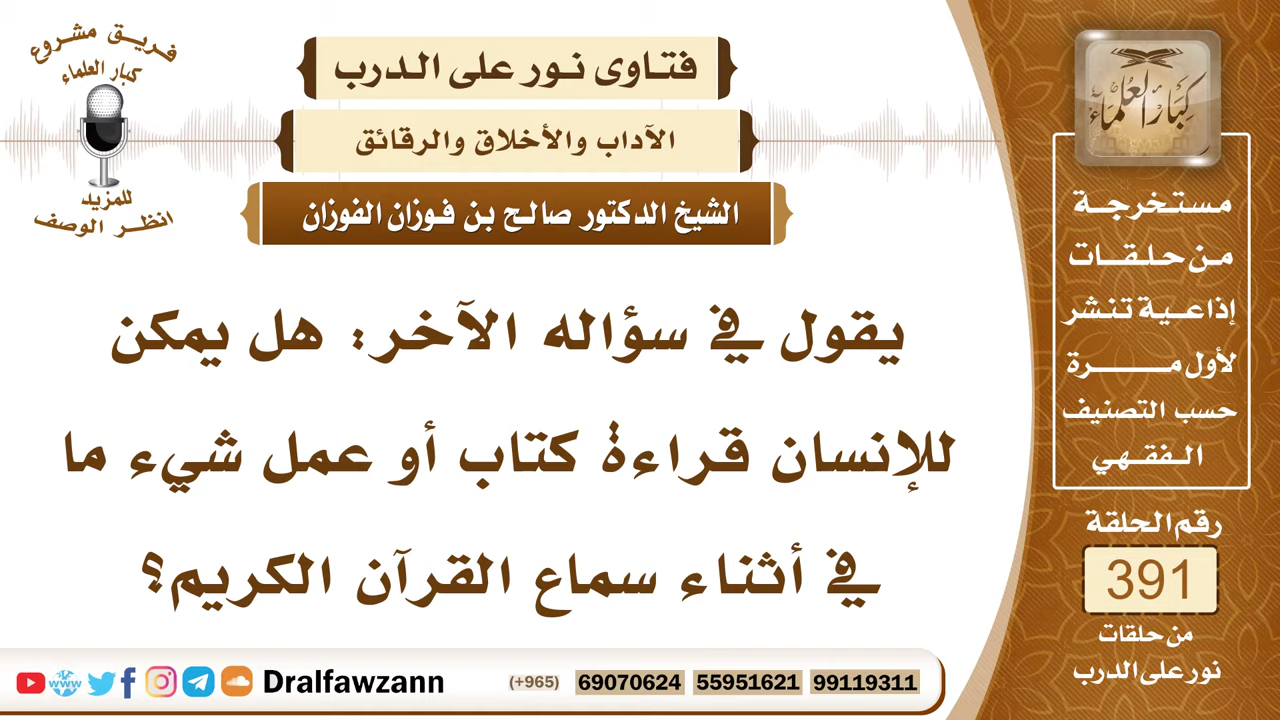 فريق مشروع
كبار العلماء
للمزيد
انظر الوصف
فتاوى نور على الدرب
الآداب والأخلاق والرقائق
الشيخ الدكتور صالح بن فوزان الفوزان
يقول في سؤاله الآخر: هل يمكن
للإنسان قراءة كتاب أو عمل شيء ما
في أثناء سماع القرآن الكريم؟
كبار العلماء
مستخرجة
من حلقات
إذاعية تنشر
لأول مرة
حسب التصنيف
الفقهي
رقم الحلقة
391
من حلقات
نور على الدرب
www Dralfawzann (+965) 69070624 55951621 99119311